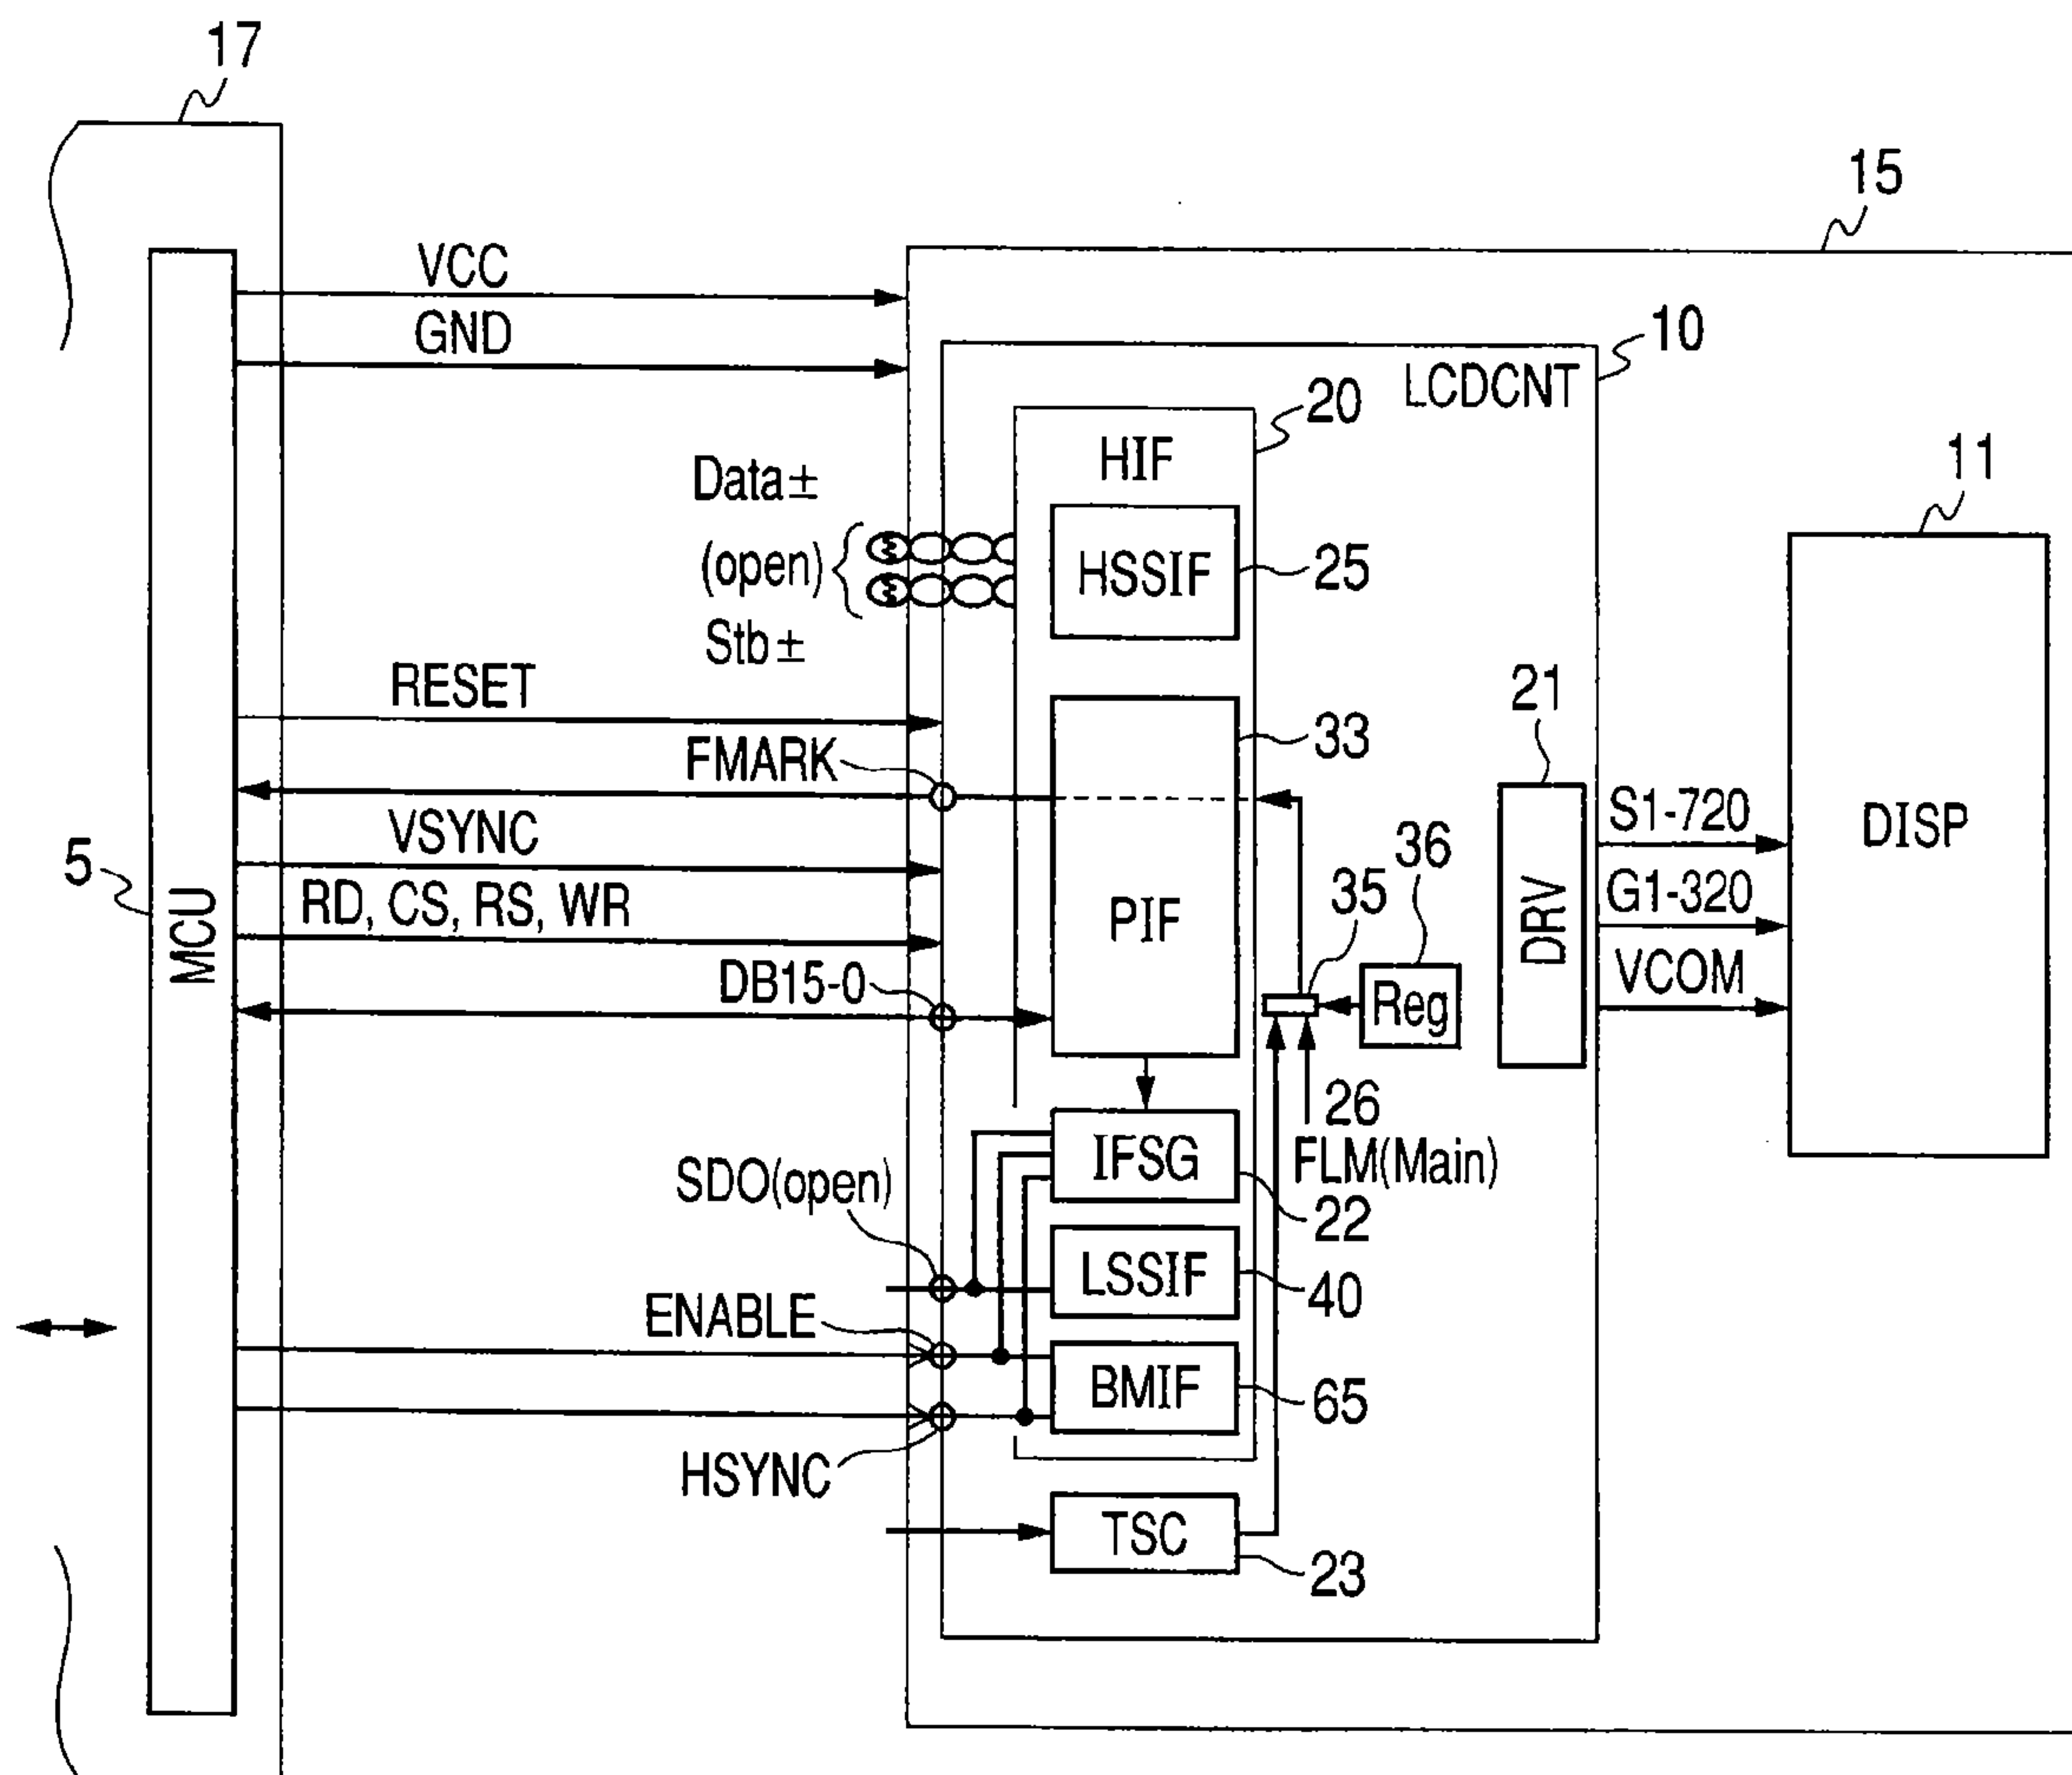 17
15
VCC
GND
10
LCDCNT
20
HIF
11
Data±
(open)
Stb±
HSSIF
25
RESET
21
33
FMARK
S1-720
DISP
VSYNC
36
5
MCU
RD, CS, RS, WR
35
G1-320
PIF
DRV
VCOM
DB15-0
Reg
26
FLM(Main)
IFSG
SDO(open)
22
LSSIF
40
ENABLE
BMIF
65
HSYNC
TSC
23